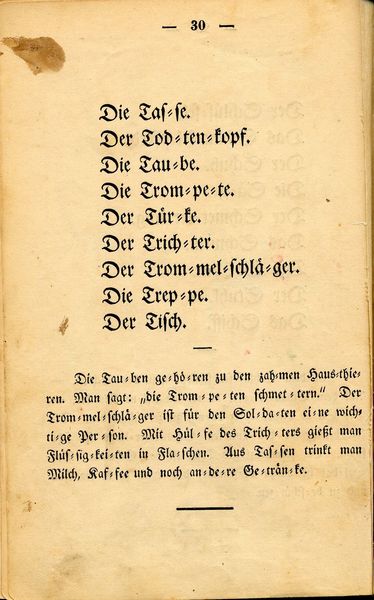 — 30 —
Die Taſ⸗ſe.
Der Tod⸗ten⸗kopf.
Die Tau⸗be.
Die Trom⸗pe⸗te.
Der Tür⸗ke.
Der Trich⸗ter.
Der Trom⸗mel⸗ſchlä⸗ger.
Die Trep⸗pe.
Der Tiſch.
Die Tau⸗ben ge⸗hö⸗ren zu den zah⸗men Haus⸗thie⸗
ren. Man ſagt: „die Trom⸗pe⸗ten ſchmet⸗tern.“ Der
Trom⸗mel⸗ſchlä⸗ger iſt für den Sol⸗da⸗ten ei⸗ne wich⸗
ti⸗ge Per⸗ſon. Mit Hül⸗fe des Trich⸗ters gießt man
Flüſ⸗ſig⸗kei⸗ten in Fla⸗ſchen. Aus Taſ⸗ſen trinkt man
Milch, Kaf⸗fee und noch an⸗de⸗re Ge⸗trän⸗ke.